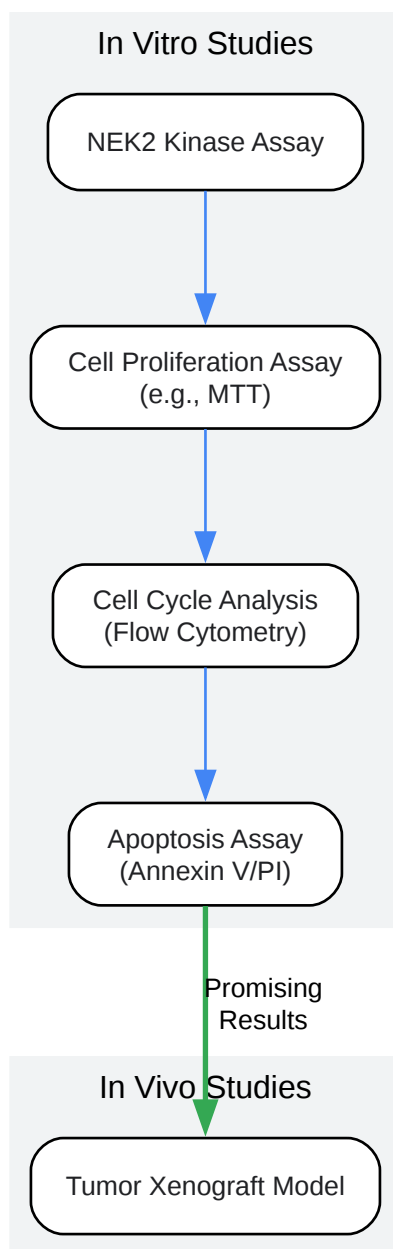 In Vitro Studies
NEK2 Kinase Assay
Cell Proliferation Assay
(e.g., MTT)
Cell Cycle Analysis
(Flow Cytometry)
Apoptosis Assay
(Annexin V/PI)
Promising
Results
In Vivo Studies
Tumor Xenograft Model